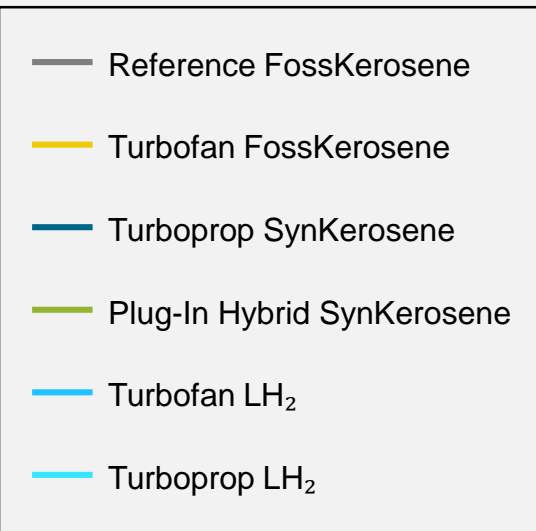 Reference FossKerosene
Turbofan FossKerosene
Turboprop SynKerosene
Plug-In Hybrid SynKerosene
Turbofan LH₂
Turboprop LH₂